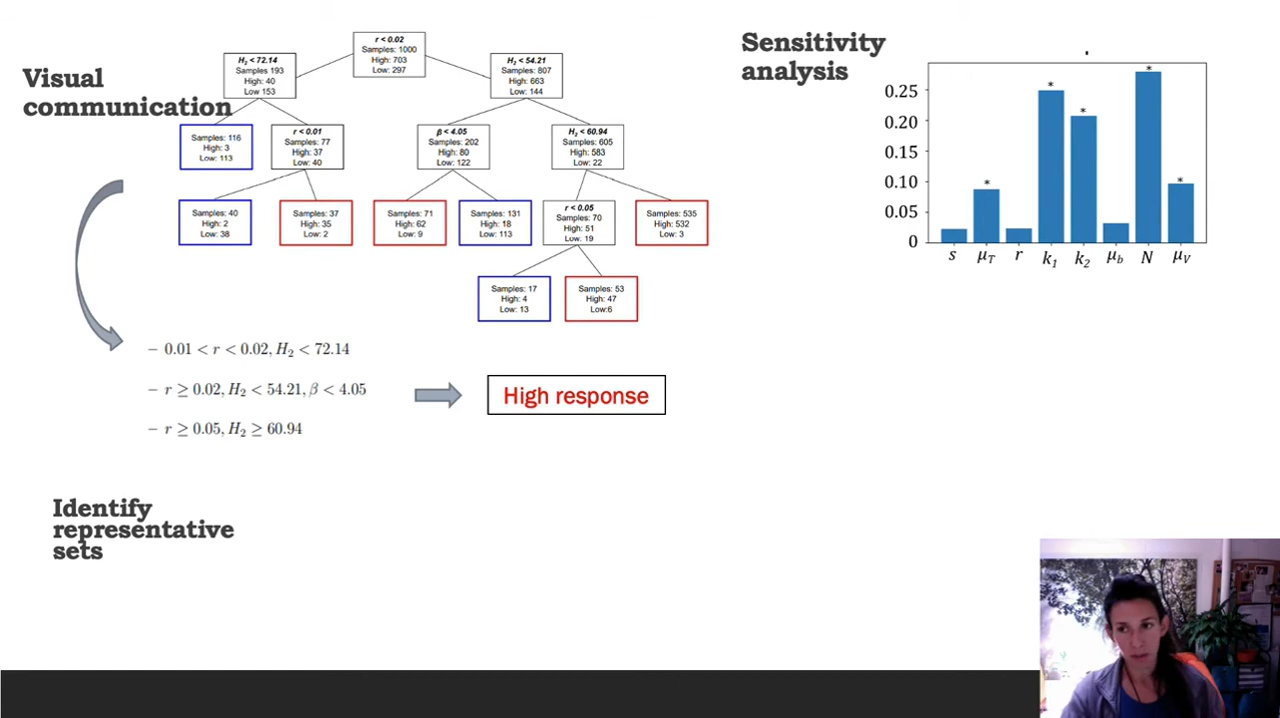 Visual
communication
r < 0.02
Samples: 1000
High: 703
Low: 297
H₂ < 72.14
Samples 193
High: 40
Low 153
H₂ < 54.21
Samples: 807
High: 663
Low: 144
Samples: 116
High: 3
Low: 113
r < 0.01
Samples: 77
High: 37
Low: 40
β < 4.05
Samples: 202
High: 80
Low: 122
H₂ < 60.94
Samples: 605
High: 583
Low: 22
Samples: 40
High: 2
Low: 38
Samples: 37
High: 35
Low: 2
Samples: 71
High: 62
Low: 9
Samples: 131
High: 18
Low: 113
r < 0.05
Samples: 70
High: 51
Low: 19
Samples: 535
High: 532
Low: 3
Samples: 17
High: 4
Low: 13
Samples: 53
High: 47
Low:6
– 0.01 < r < 0.02, H₂ < 72.14
– r ≥ 0.02, H₂ < 54.21, β < 4.05
– r ≥ 0.05, H₂ ≥ 60.94
High response
Identify
representative
sets
Sensitivity
analysis
0.25
0.20
0.15
0.10
0.05
0
* * * * *
s μ_T r k₁ k₂ μ_b N μ_V